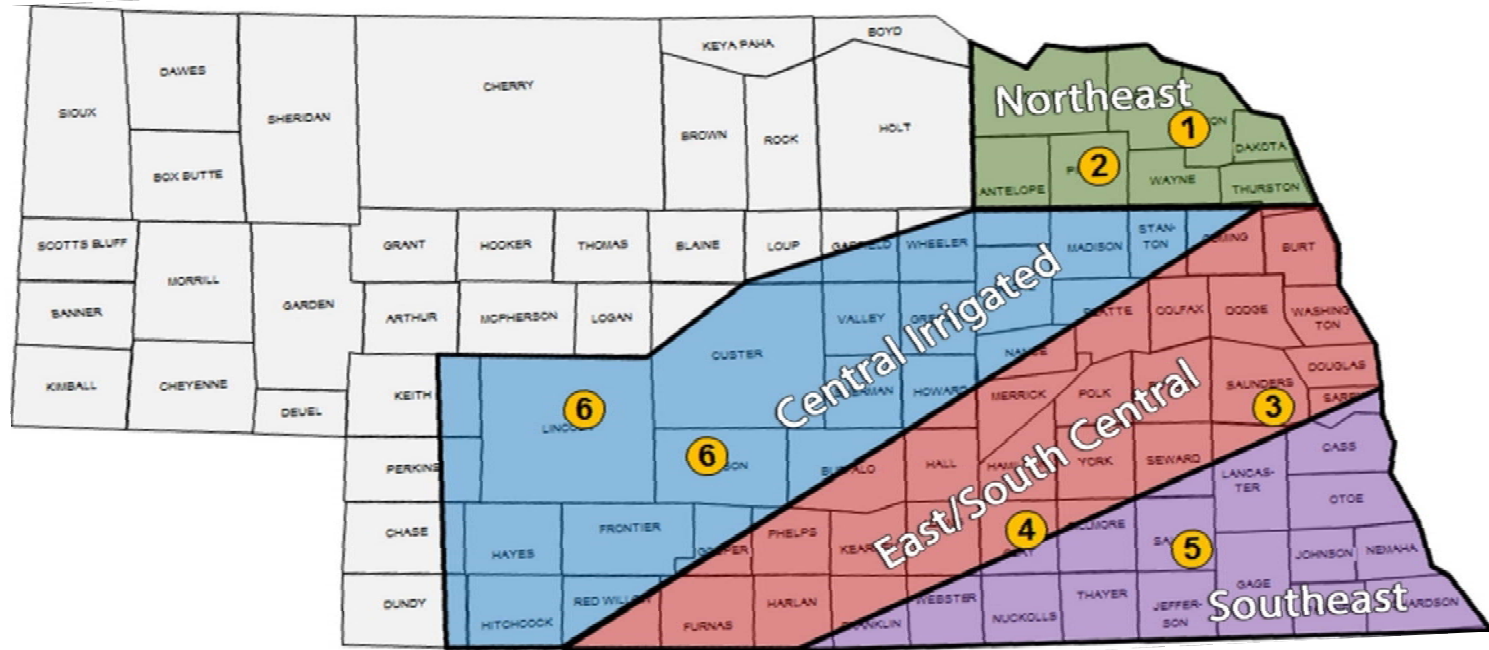 BOYD
KEYA PAHA
DAWES
CHERRY
SIOUX
SHERIDAN
HOLT
BROWN
ROCK
BOX BUTTE
Northeast
1
2
DAKOTA
ANTELOPE
WAYNE
THURSTON
SCOTTS BLUFF
GRANT
HOOKER
THOMAS
BLAINE
LOUP
WHEELER
MADISON
STAN-
TON
BURT
MORRILL
BANNER
GARDEN
ARTHUR
MCPHERSON
LOGAN
VALLEY
COLFAX
DODGE
WASHING
TON
Central Irrigated
CUSTER
KIMBALL
CHEYENNE
DEUEL
KEITH
HOWARD
MERRICK
POLK
SAUNDERS
DOUGLAS
6
3
PERKINS
6
HALL
YORK
SEWARD
LANCAS-
TER
CASS
OTOE
East/South Central
CHASE
HAYES
FRONTIER
PHELPS
4
5
JOHNSON
NEMAHA
DUNDY
HITCHCOCK
FURNAS
HARLAN
WEBSTER
NUCKOLLS
THAYER
JEFFER-
SON
GAGE
Southeast